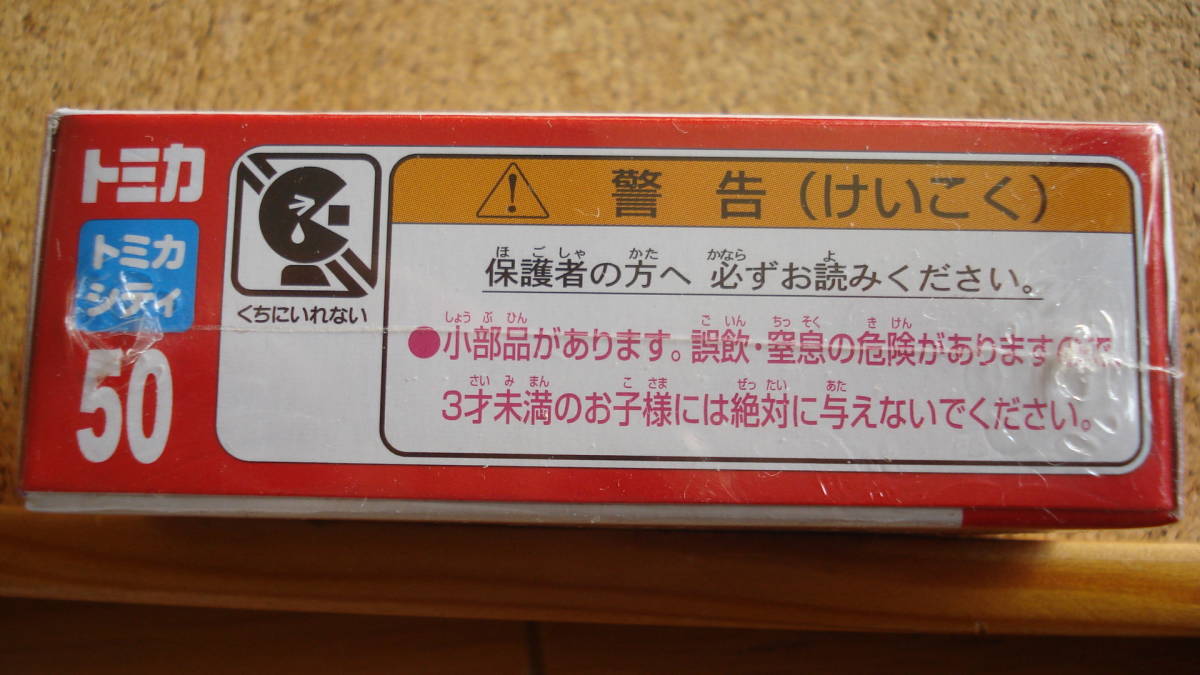 トミカ
トミカ
シティ
50
くちにいれない
警 告 (けいこく)
ほ ご しゃ かた かなら よ
保護者の方へ 必ずお読みください。
しょう ぶ ひん ご いん ちっ そく き けん
●小部品があります。誤飲・窒息の危険がありますので、
さい み まん こ さま ぜっ たい あた
3才未満のお子様には絶対に与えないでください。